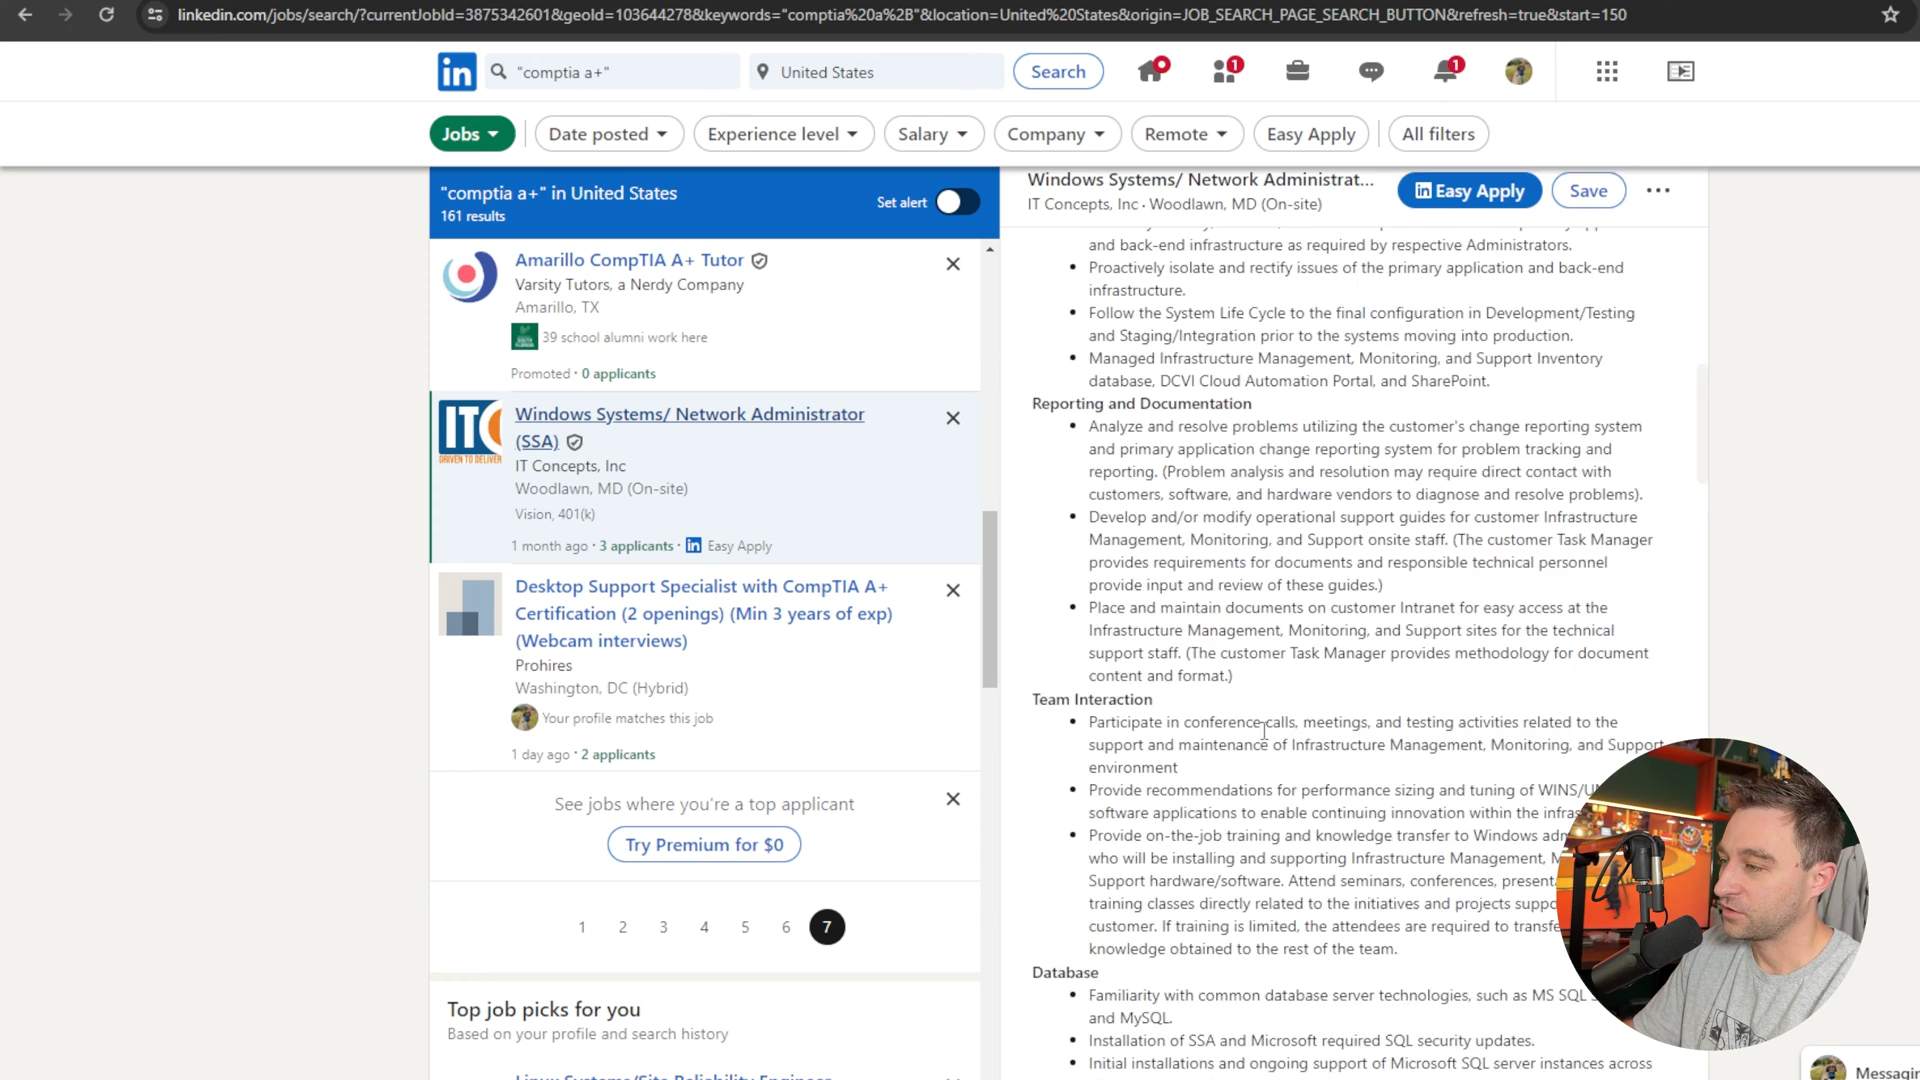 linkedin.com/jobs/search/?currentJobId=3875342601&geoId=103644278&keywords="comptia%20a%2B"&location=United%20States&origin=JOB_SEARCH_PAGE_SEARCH_BUTTON&refresh=true&start=150
in
"comptia a+"
United States
Search
1
1
Jobs
Date posted
Experience level
Salary
Company
Remote
Easy Apply
All filters
"comptia a+" in United States
161 results
Set alert
Amarillo CompTIA A+ Tutor
Varsity Tutors, a Nerdy Company
Amarillo, TX
39 school alumni work here
Promoted · 0 applicants
ITC
DRIVEN TO DELIVER
Windows Systems/ Network Administrator
(SSA)
IT Concepts, Inc
Woodlawn, MD (On-site)
Vision, 401(k)
1 month ago · 3 applicants · in Easy Apply
Desktop Support Specialist with CompTIA A+
Certification (2 openings) (Min 3 years of exp)
(Webcam interviews)
Prohires
Washington, DC (Hybrid)
Your profile matches this job
1 day ago · 2 applicants
See jobs where you're a top applicant
Try Premium for $0
1 2 3 4 5 6 7
Top job picks for you
Based on your profile and search history
Linux Systems/Site Reliability Engineer
Windows Systems/ Network Administrat...
IT Concepts, Inc · Woodlawn, MD (On-site)
in Easy Apply
Save
and back-end infrastructure as required by respective Administrators.
• Proactively isolate and rectify issues of the primary application and back-end
infrastructure.
• Follow the System Life Cycle to the final configuration in Development/Testing
and Staging/Integration prior to the systems moving into production.
• Managed Infrastructure Management, Monitoring, and Support Inventory
database, DCVI Cloud Automation Portal, and SharePoint.
Reporting and Documentation
• Analyze and resolve problems utilizing the customer's change reporting system
and primary application change reporting system for problem tracking and
reporting. (Problem analysis and resolution may require direct contact with
customers, software, and hardware vendors to diagnose and resolve problems).
• Develop and/or modify operational support guides for customer Infrastructure
Management, Monitoring, and Support onsite staff. (The customer Task Manager
provides requirements for documents and responsible technical personnel
provide input and review of these guides.)
• Place and maintain documents on customer Intranet for easy access at the
Infrastructure Management, Monitoring, and Support sites for the technical
support staff. (The customer Task Manager provides methodology for document
content and format.)
Team Interaction
• Participate in conference calls, meetings, and testing activities related to the
support and maintenance of Infrastructure Management, Monitoring, and Support
environment
• Provide recommendations for performance sizing and tuning of
software applications to enable continuing innovation within the
• Provide on-the-job training and knowledge transfer to Windows
who will be installing and supporting Infrastructure Management,
Support hardware/software. Attend seminars, conferences,
training classes directly related to the initiatives and projects
customer. If training is limited, the attendees are required to
knowledge obtained to the rest of the team.
Database
• Familiarity with common database server technologies, such as MS SQL
and MySQL.
• Installation of SSA and Microsoft required SQL security updates.
• Initial installations and ongoing support of Microsoft SQL server instances across